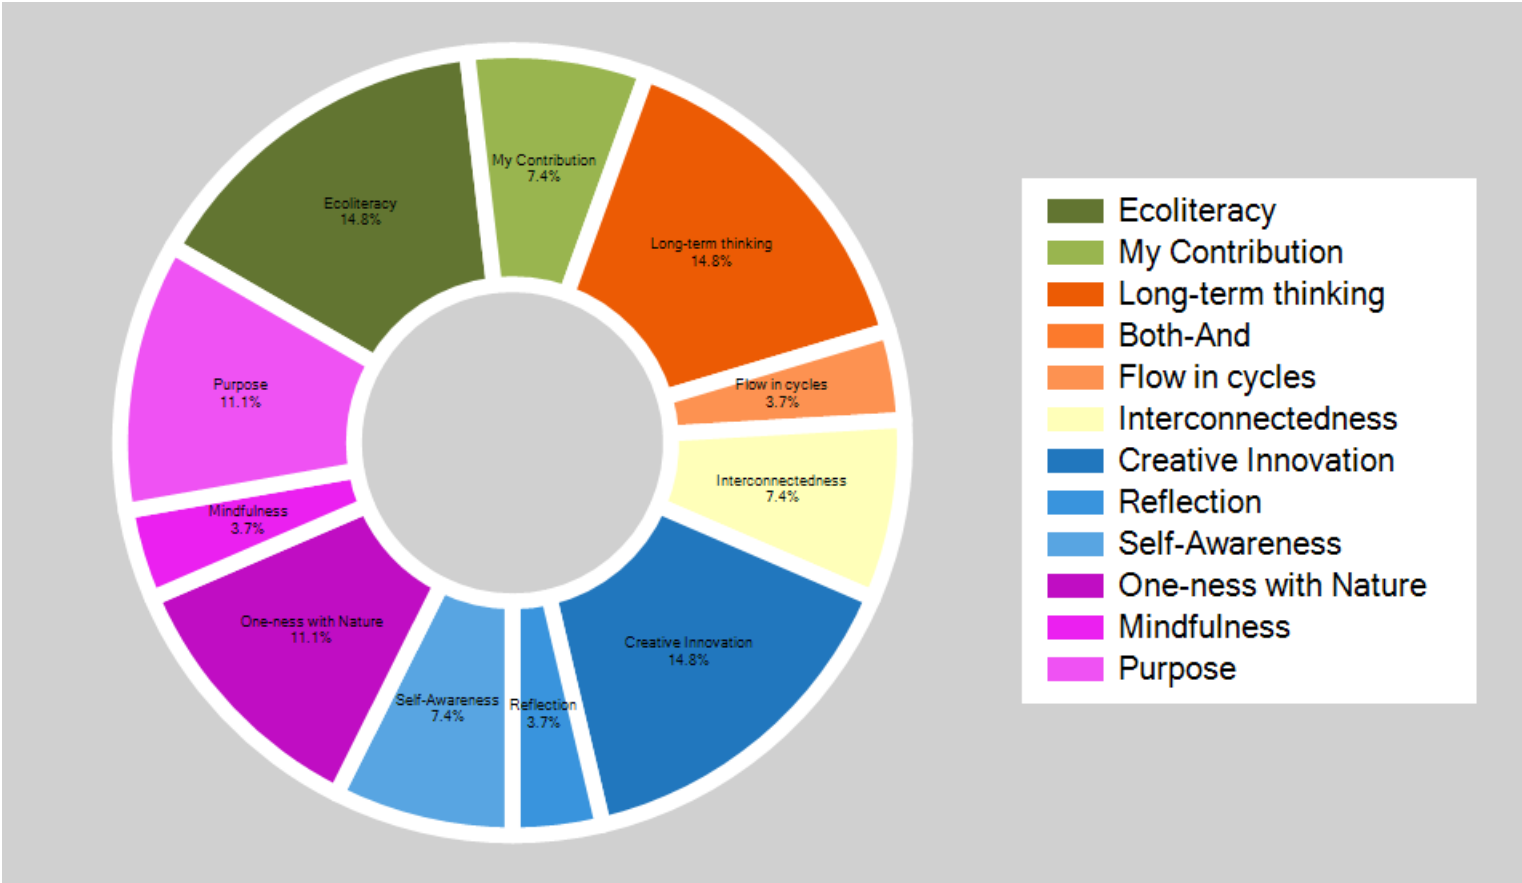 My Contribution
7.4%
Ecoliteracy
14.8%
Long-term thinking
14.8%
Purpose
11.1%
Flow in cycles
3.7%
Interconnectedness
7.4%
Mindfulness
3.7%
One-ness with Nature
11.1%
Creative Innovation
14.8%
Self-Awareness
7.4%
Reflection
3.7%
Ecoliteracy
My Contribution
Long-term thinking
Both-And
Flow in cycles
Interconnectedness
Creative Innovation
Reflection
Self-Awareness
One-ness with Nature
Mindfulness
Purpose